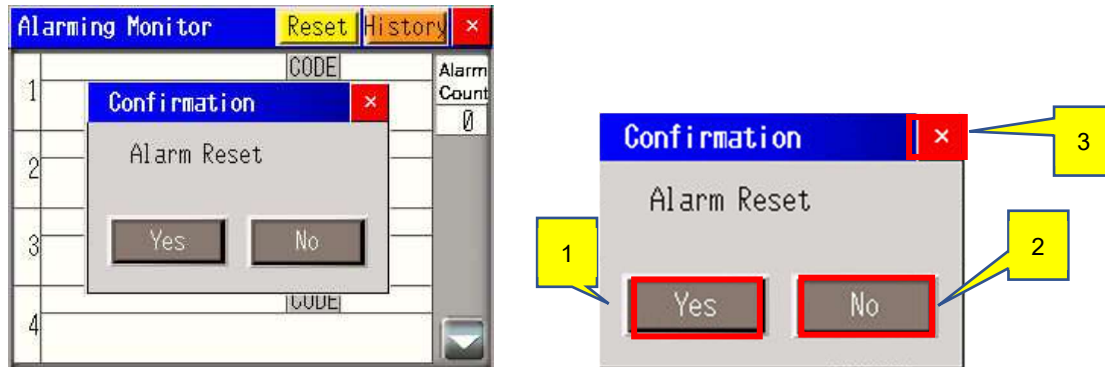 Alarming Monitor Reset History ×
CODE
Alarm
Count
0
1
Confirmation ×
Alarm Reset
Yes No
2
3
CODE
4
Confirmation ×
Alarm Reset
Yes No
1
2
3